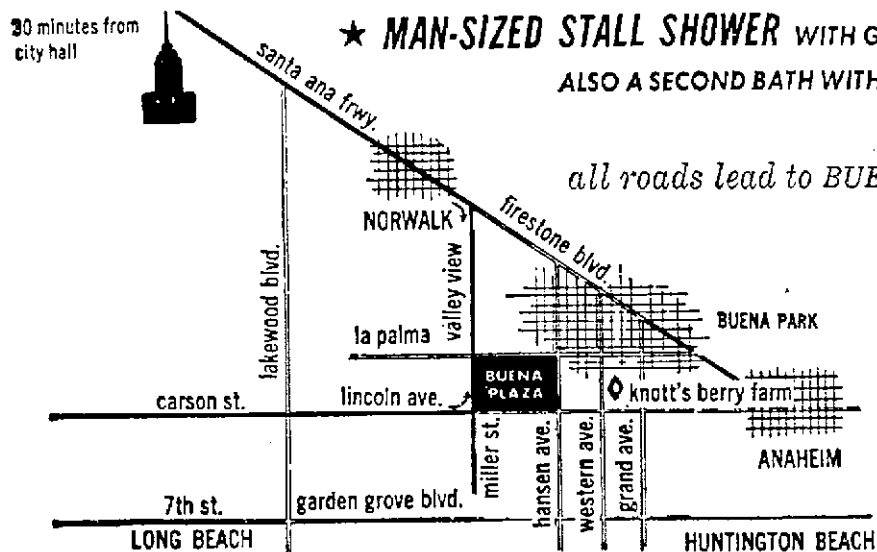 30 minutes from
city hall
★ MAN-SIZED STALL SHOWER WITH G
ALSO A SECOND BATH WITH
all roads lead to BUE
santa ana frwy.
NORWALK
firestone blvd.
lakewood blvd.
valley view
la palma
BUENA PARK
BUENA
PLAZA
carson st.
lincoln ave.
knott's berry farm
miller st.
hansen ave.
western ave.
grand ave.
ANAHEIM
7th st.
garden grove blvd.
LONG BEACH
HUNTINGTON BEACH